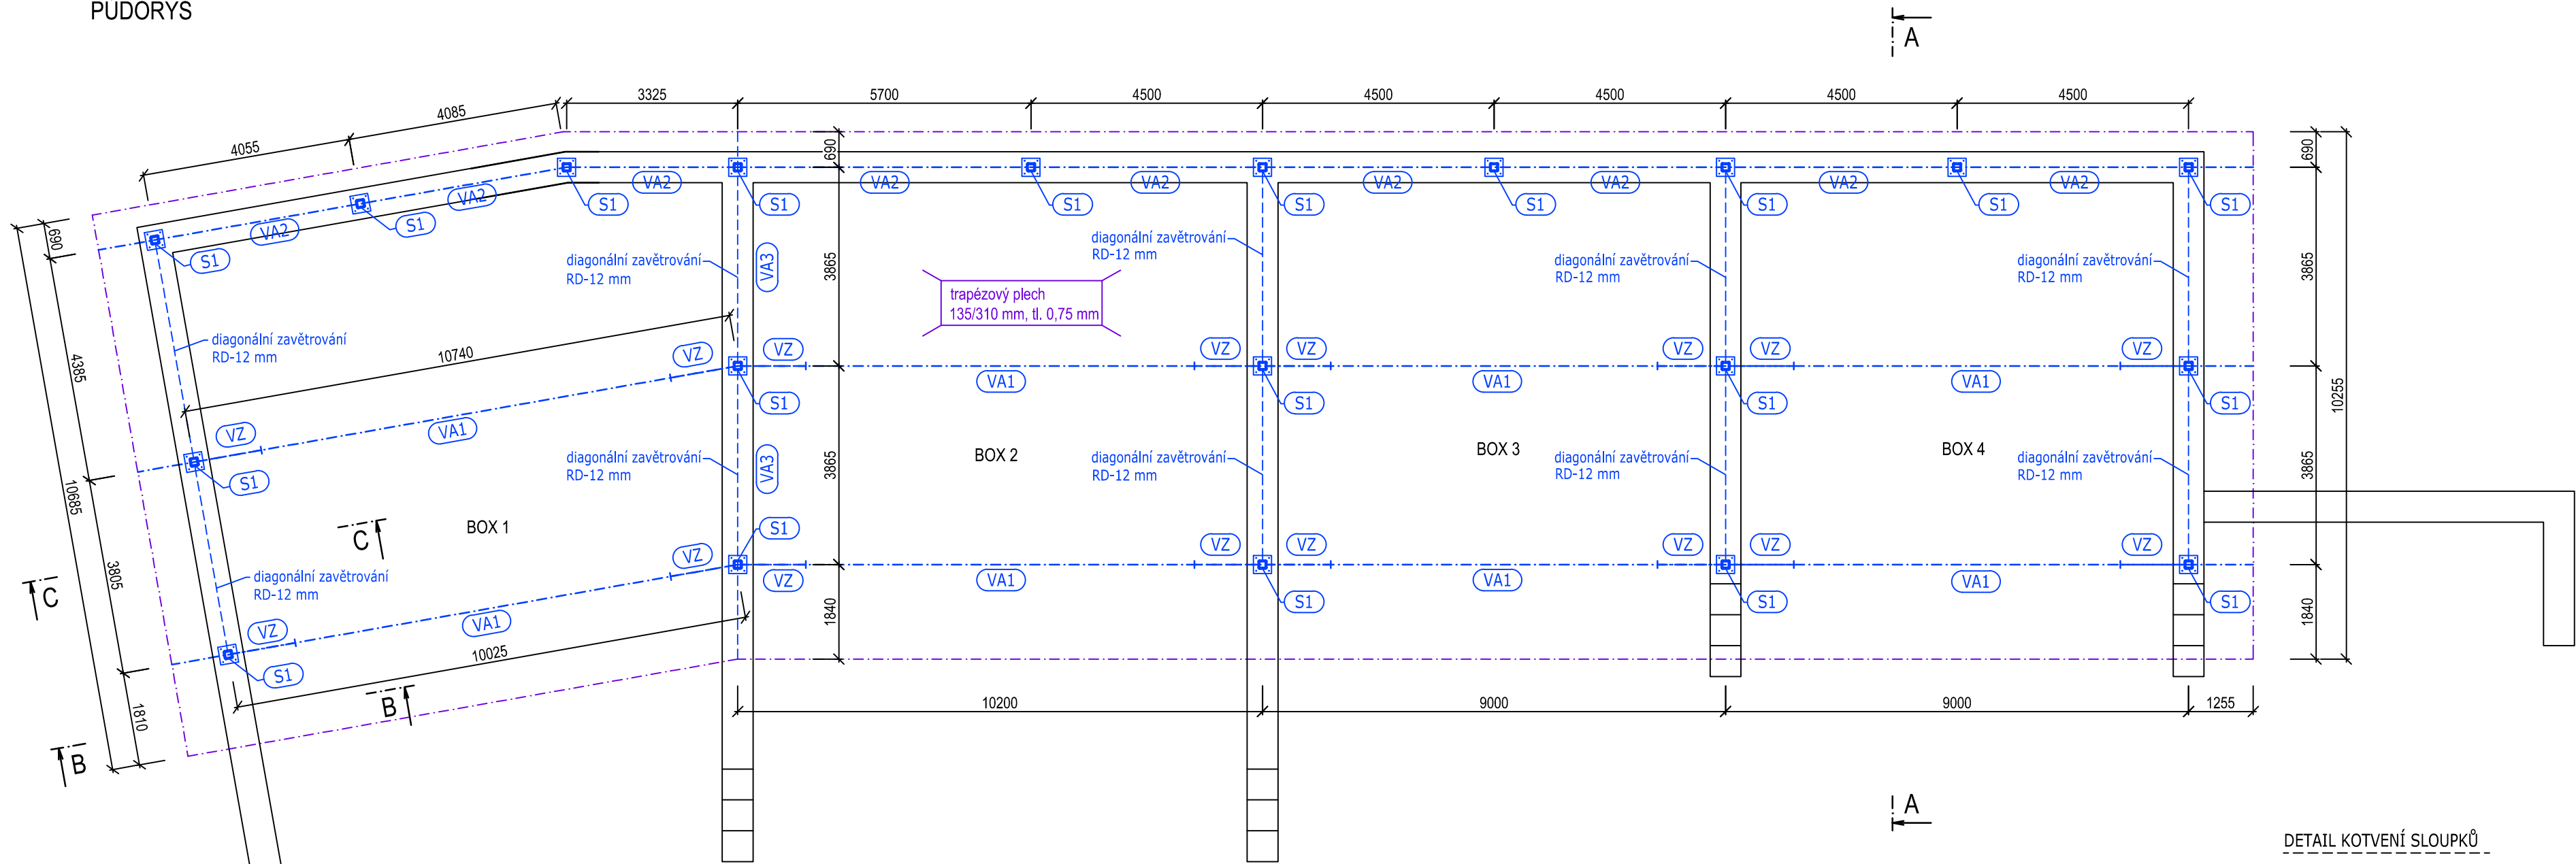 PŮDORYS
A
3325
5700
4500
4500
4500
4500
4500
4055
4085
690
690
690
VA2
VA2
VA2
VA2
VA2
VA2
VA2
VA2
VA2
S1
S1
S1
S1
S1
S1
S1
S1
S1
S1
diagonální zavětrování
RD-12 mm
VA3
3865
diagonální zavětrování
RD-12 mm
diagonální zavětrování
RD-12 mm
diagonální zavětrování
RD-12 mm
3865
trapézový plech
135/310 mm, tl. 0,75 mm
diagonální zavětrování
RD-12 mm
10740
4385
10685
VZ
VZ
VZ
VZ
VZ
VZ
VZ
VA1
VA1
VA1
S1
S1
S1
S1
10255
VZ
VA1
S1
diagonální zavětrování
RD-12 mm
VA3
3865
BOX 2
diagonální zavětrování
RD-12 mm
BOX 3
diagonální zavětrování
RD-12 mm
BOX 4
diagonální zavětrování
RD-12 mm
3865
BOX 1
C
S1
3805
diagonální zavětrování
RD-12 mm
C
VZ
VZ
VZ
VZ
VZ
VZ
VZ
VA1
VA1
VA1
S1
S1
S1
1840
1840
VZ
VA1
10025
S1
1810
B
B
10200
9000
9000
1255
A
DETAIL KOTVENÍ SLOUPKŮ